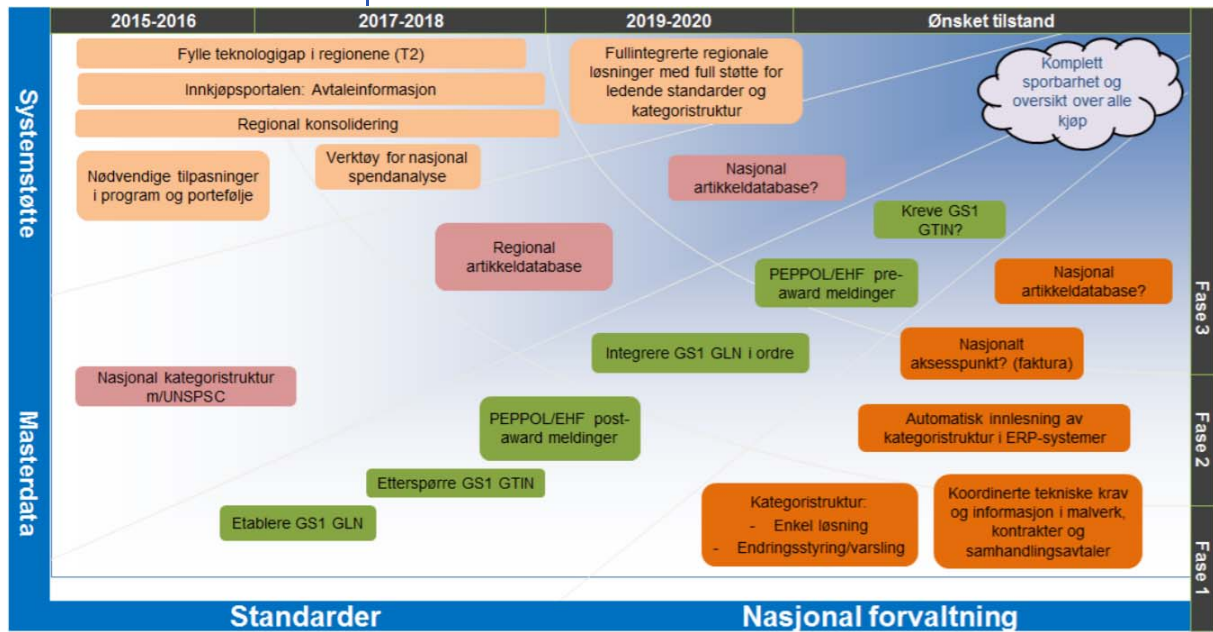 2015-2016
2017-2018
2019-2020
Ønsket tilstand
Systemstøtte
Masterdata
Fylle teknologigap i regionene (T2)
Innkjøpsportalen: Avtaleinformasjon
Regional konsolidering
Nødvendige tilpasninger
i program og portefølje
Verktøy for nasjonal
spendanalyse
Fullintegrerte regionale
løsninger med full støtte for
ledende standarder og
kategoristruktur
Komplett
sporbarhet og
oversikt over alle
kjøp
Nasjonal
artikkeldatabase?
Kreve GS1
GTIN?
Regional
artikkeldatabase
PEPPOL/EHF pre-
award meldinger
Nasjonal
artikkeldatabase?
Integrere GS1 GLN i ordre
Nasjonalt
aksesspunkt? (faktura)
Nasjonal kategoristruktur
m/UNSPSC
PEPPOL/EHF post-
award meldinger
Automatisk innlesning av
kategoristruktur i ERP-systemer
Etterspørre GS1 GTIN
Etablere GS1 GLN
Kategoristruktur:
- Enkel løsning
- Endringsstyring/varsling
Koordinerte tekniske krav
og informasjon i malverk,
kontrakter og
samhandlingsavtaler
Fase 3
Fase 2
Fase 1
Standarder
Nasjonal forvaltning